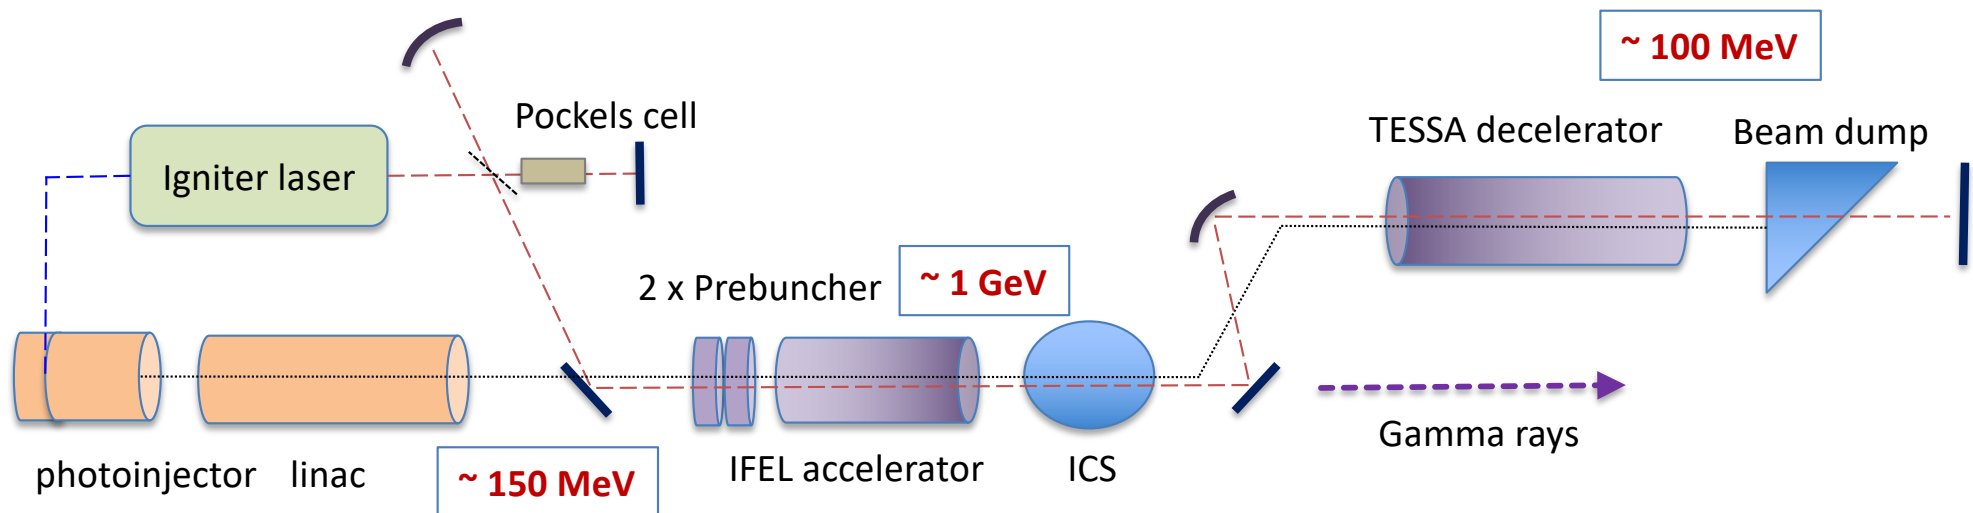 ~ 100 MeV
Pockels cell
TESSA decelerator
Beam dump
Igniter laser
2 x Prebuncher
~ 1 GeV
Gamma rays
photoinjector
linac
~ 150 MeV
IFEL accelerator
ICS